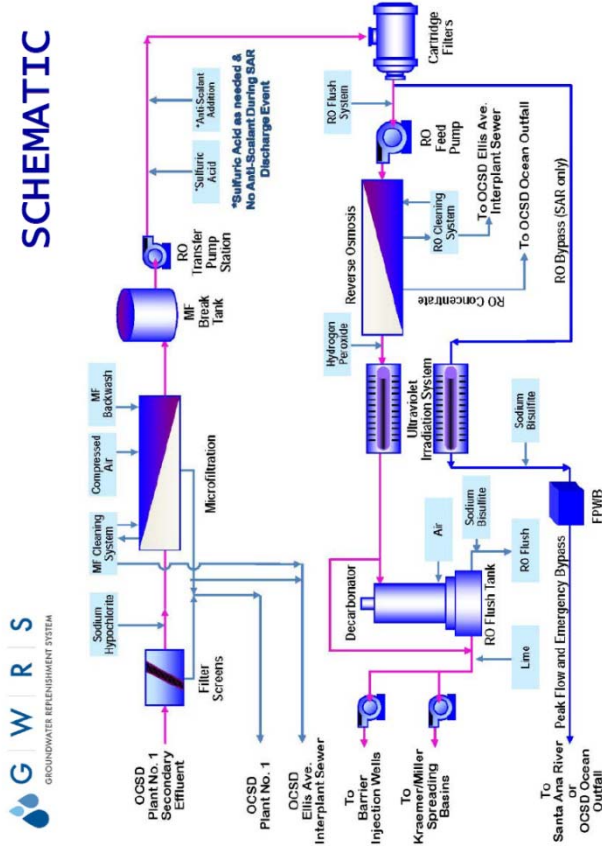 G W R S
GROUNDWATER REPLENISHMENT SYSTEM
SCHEMATIC
OCSD
Plant No. 1
Secondary
Effluent
Filter
Screens
Sodium
Hypochlorite
MF Cleaning
System
Compressed
Air
MF
Backwash
Microfiltration
MF
Break
Tank
RO
Transfer
Pump
Station
*Sulfuric
Acid
*Anti Scalant
Addition
*Sulfuric Acid as needed &
No Anti-Scalant During SAR
Discharge Event
OCSD
Plant No. 1
OCSD
Ellis Ave.
Interplant Sewer
Cartridge
Filters
RO Flush
System
RO
Feed
Pump
Reverse Osmosis
RO Cleaning
System
To OCSD Ellis Ave.
Interplant Sewer
RO Concentrate
To OCSD Ocean Outfall
RO Bypass (SAR only)
Hydrogen
Peroxide
Ultraviolet
Irradiation System
Sodium
Bisulfite
FPWB
Decarbonator
Air
Sodium
Bisulfite
RO Flush Tank
RO Flush
Lime
To
Barrier
Injection Wells
To
Kraemer/Miller
Spreading
Basins
Peak Flow and Emergency Bypass
To
Santa Ana River
or
OCSD Ocean
Outfall